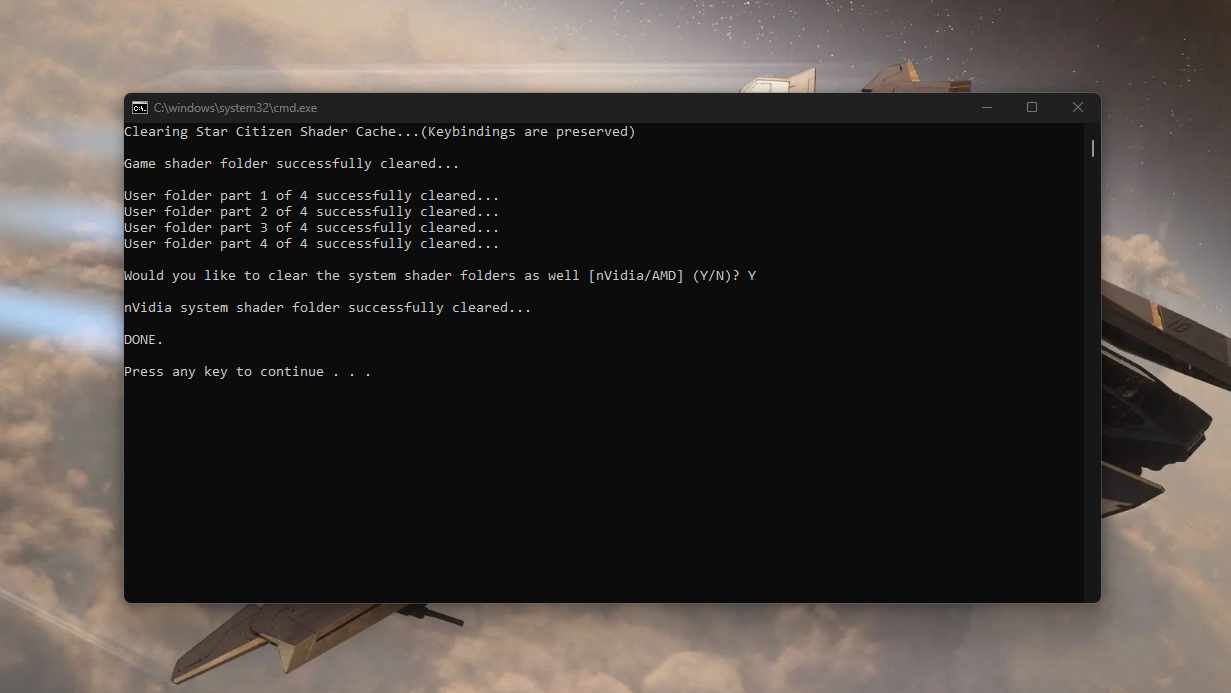 C:\windows\system32\cmd.exe
Clearing Star Citizen Shader Cache...(Keybindings are preserved)
Game shader folder successfully cleared...
User folder part 1 of 4 successfully cleared...
User folder part 2 of 4 successfully cleared...
User folder part 3 of 4 successfully cleared...
User folder part 4 of 4 successfully cleared...
Would you like to clear the system shader folders as well [nVidia/AMD] (Y/N)? Y
nVidia system shader folder successfully cleared...
DONE.
Press any key to continue . . .